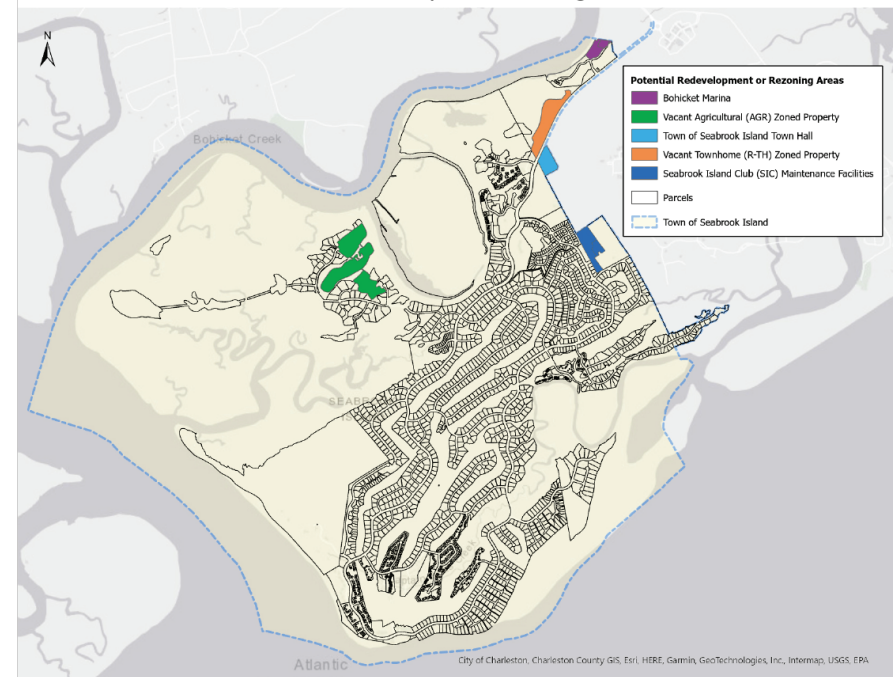 N
Potential Redevelopment or Rezoning Areas
Bohicket Marina
Vacant Agricultural (AGR) Zoned Property
Town of Seabrook Island Town Hall
Vacant Townhome (R-TH) Zoned Property
Seabrook Island Club (SIC) Maintenance Facilities
Parcels
Town of Seabrook Island
Bohicket Creek
Atlantic
City of Charleston, Charleston County GIS, Esri, HERE, Garmin, GeoTechnologies, Inc., Intermap, USGS, EPA